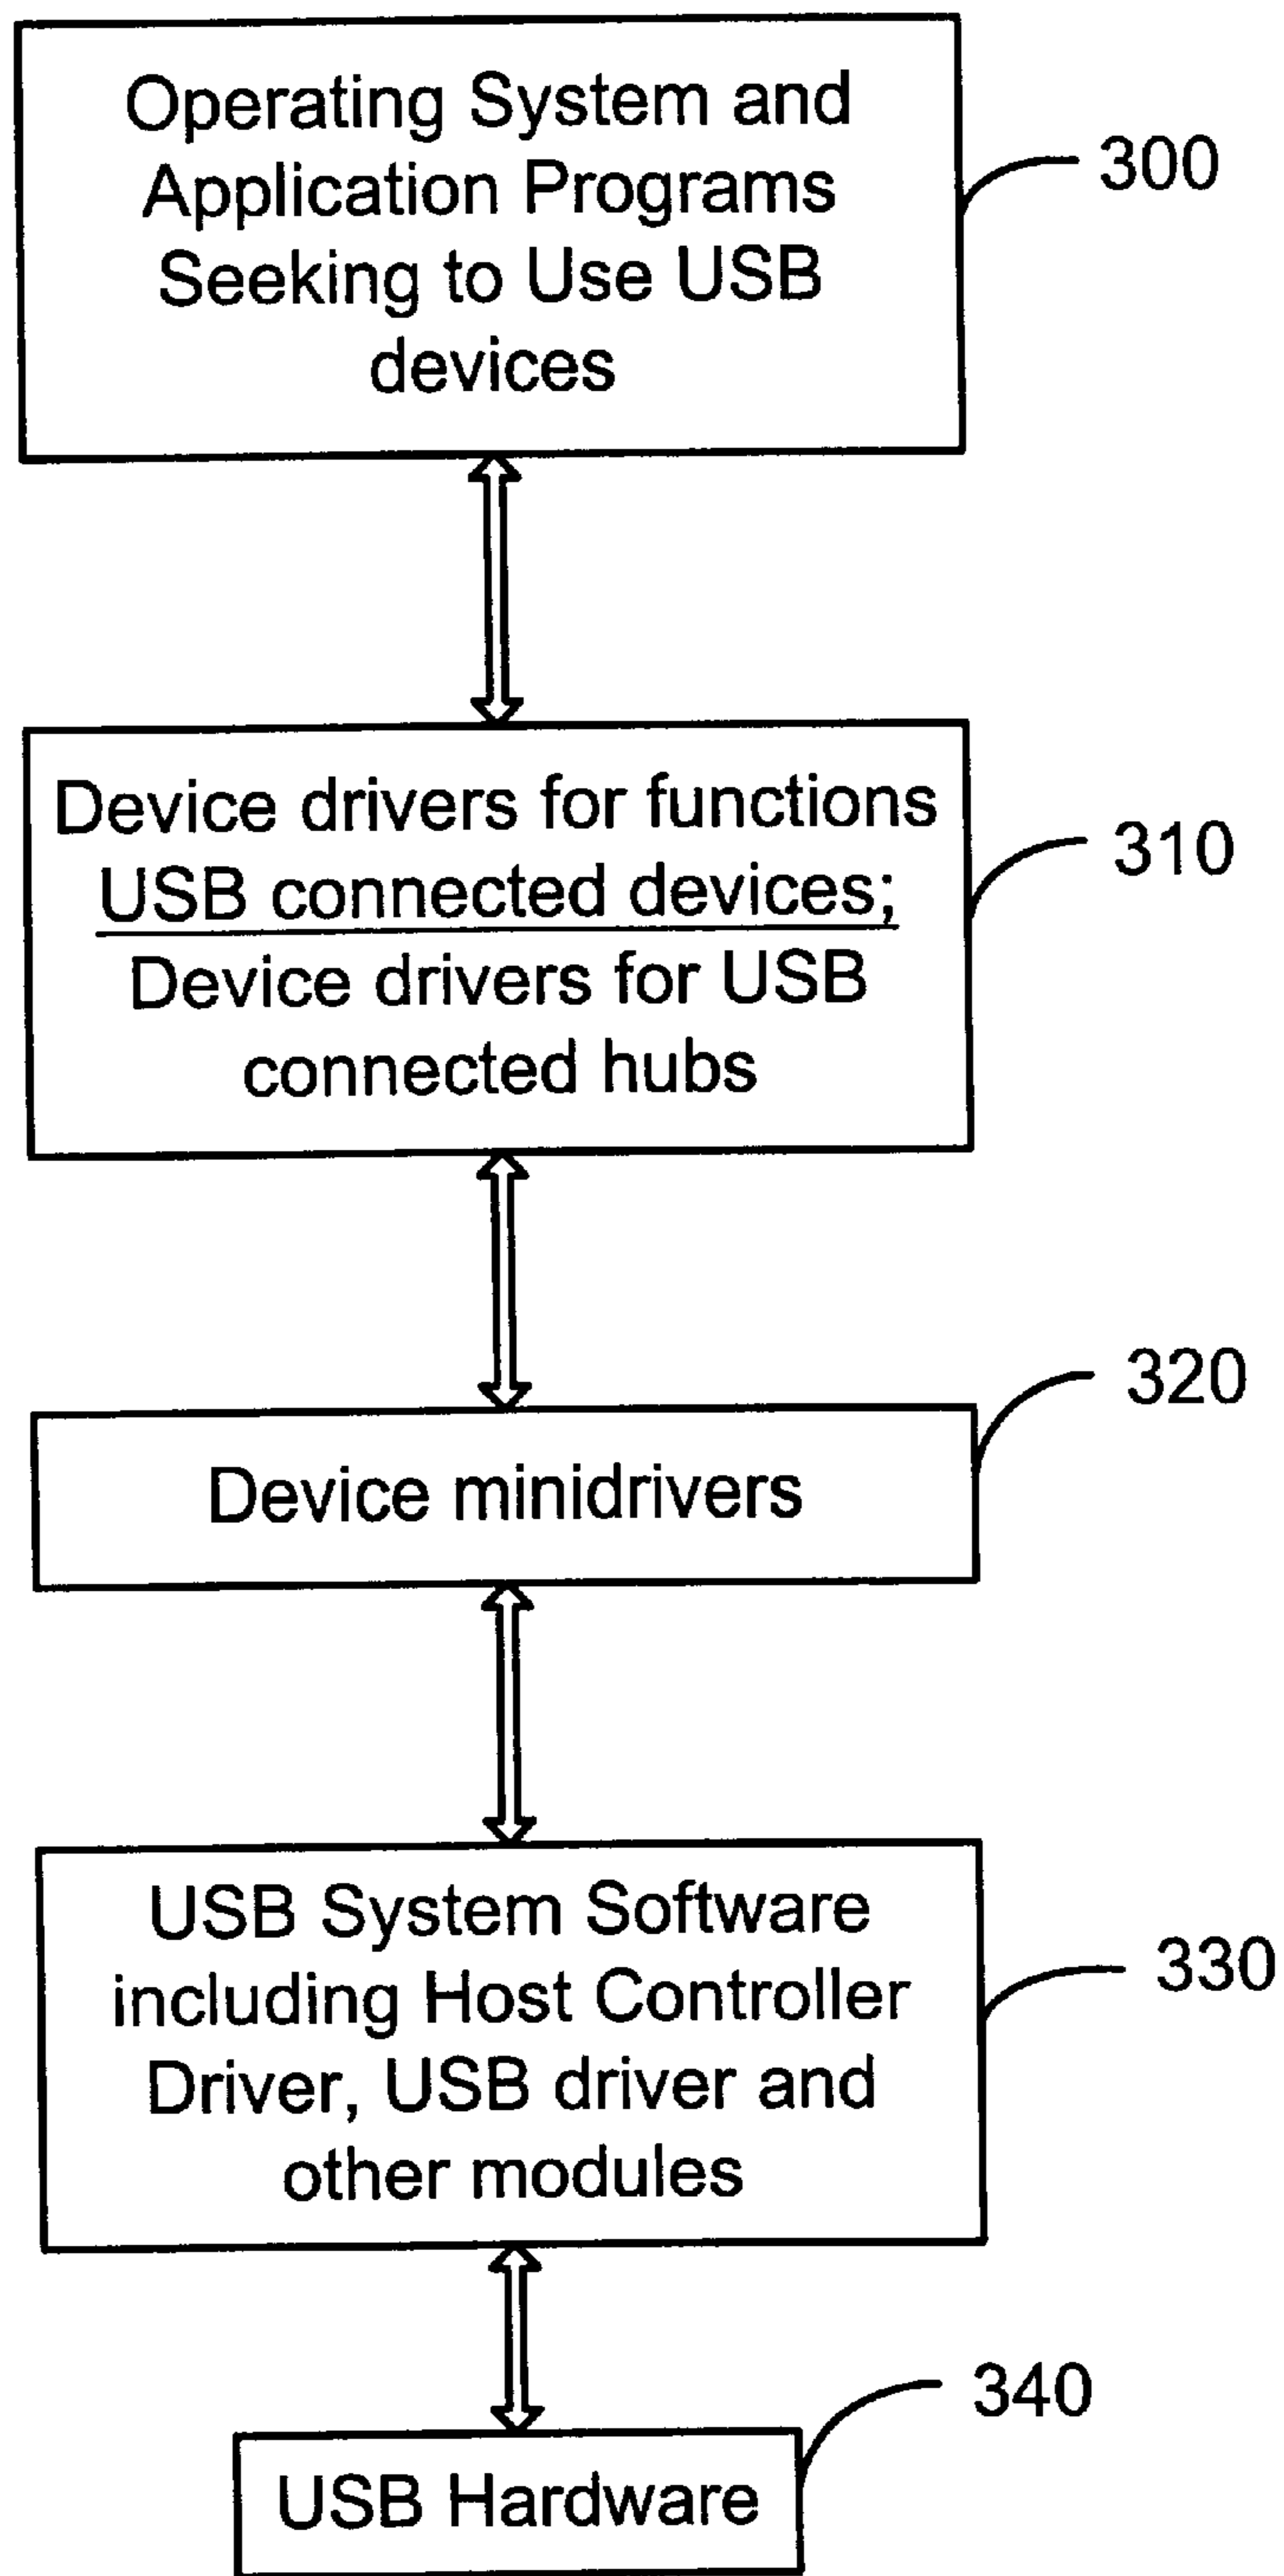 Operating System and
Application Programs
Seeking to Use USB
devices
300
Device drivers for functions
USB connected devices;
Device drivers for USB
connected hubs
310
320
Device minidrivers
USB System Software
including Host Controller
Driver, USB driver and
other modules
330
340
USB Hardware